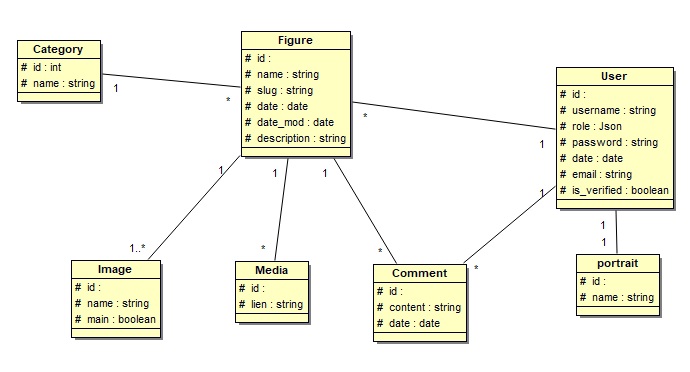 Category
# id : int
# name : string
1
*
Figure
# id :
# name : string
# slug : string
# date : date
# date_mod : date
# description : string
*
1
User
# id :
# username : string
# role : Json
# password : string
# date : date
# email : string
# is_verified : boolean
1
1
1
1
1..*
*
*
*
1
1
Image
# id :
# name : string
# main : boolean
Media
# id :
# lien : string
Comment
# id :
# content : string
# date : date
portrait
# id :
# name : string